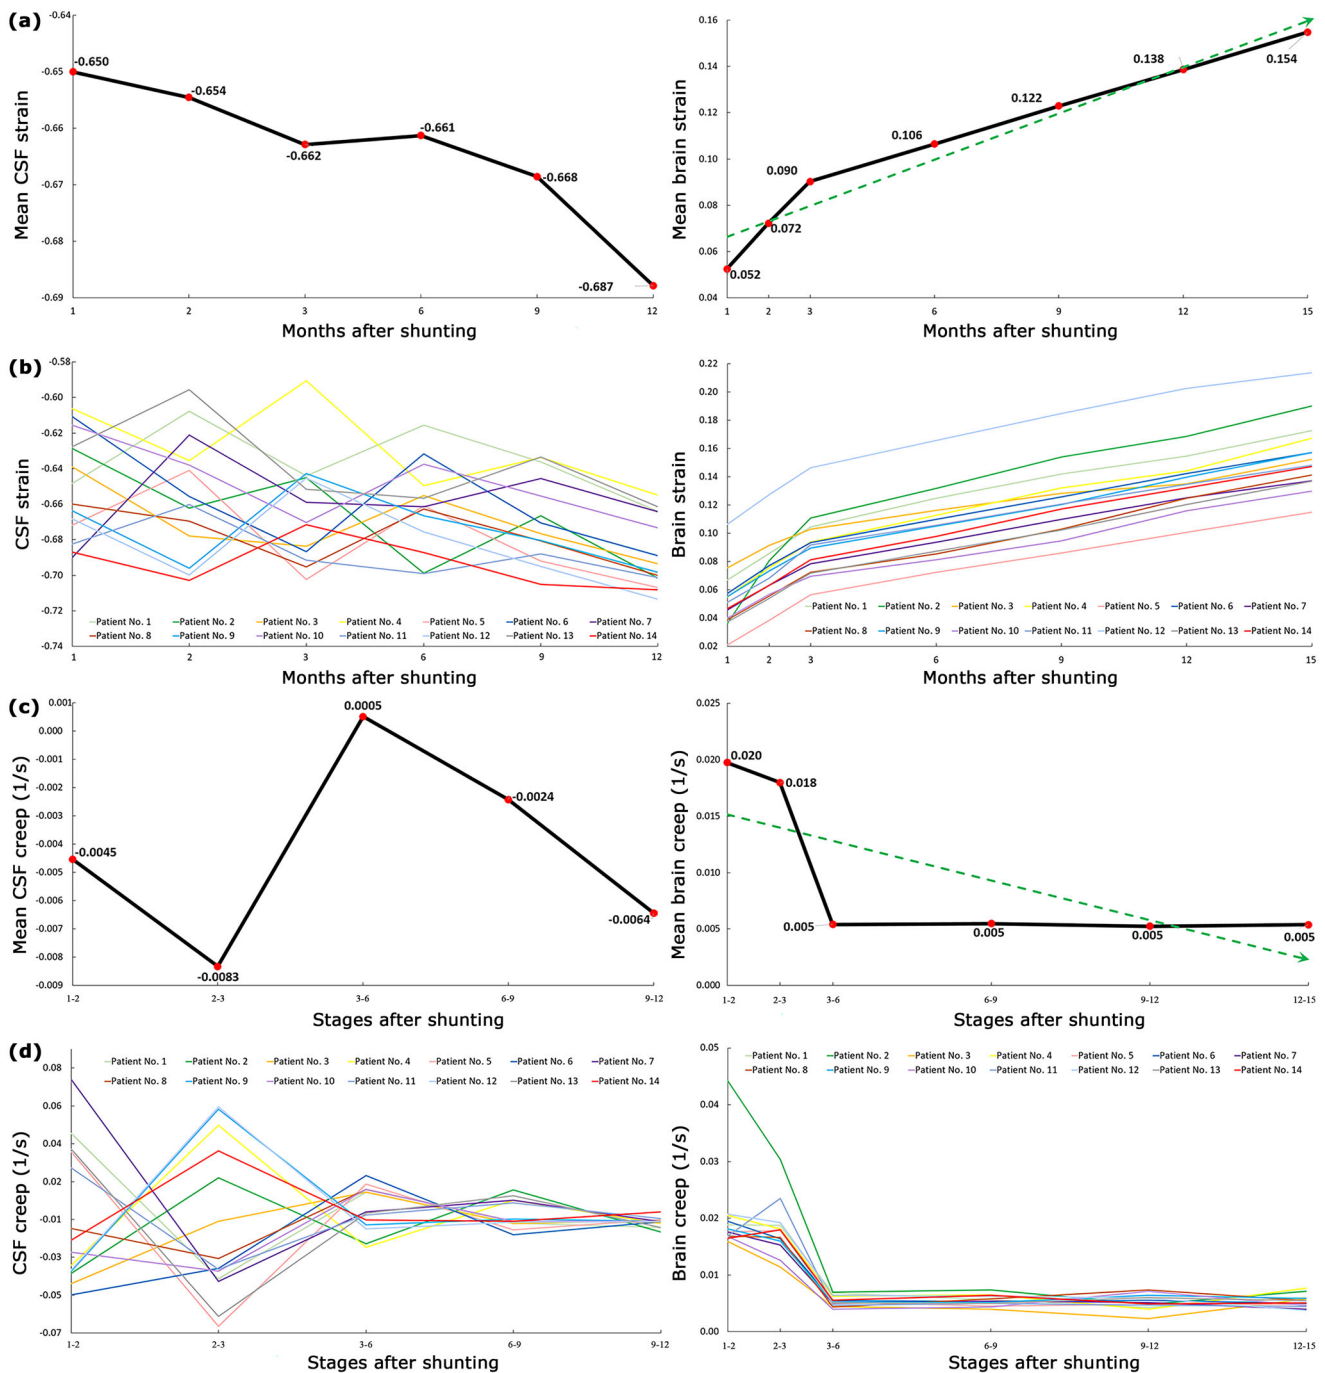 (a)
Mean CSF strain
-0.64
-0.65
-0.66
-0.67
-0.68
-0.69
-0.650
-0.654
-0.662
-0.661
-0.668
-0.687
1 2 3 6 9 12
Months after shunting
Mean brain strain
0.16
0.14
0.12
0.10
0.08
0.06
0.04
0.052
0.072
0.090
0.106
0.122
0.138
0.154
1 2 3 6 9 12 15
Months after shunting
(b)
CSF strain
-0.58
-0.60
-0.62
-0.64
-0.66
-0.68
-0.70
-0.72
-0.74
Patient No. 1 Patient No. 2 Patient No. 3 Patient No. 4 Patient No. 5 Patient No. 6 Patient No. 7
Patient No. 8 Patient No. 9 Patient No. 10 Patient No. 11 Patient No. 12 Patient No. 13 Patient No. 14
1 2 3 6 9 12
Months after shunting
Brain strain
0.22
0.20
0.18
0.16
0.14
0.12
0.10
0.08
0.06
0.04
0.02
Patient No. 1 Patient No. 2 Patient No. 3 Patient No. 4 Patient No. 5 Patient No. 6 Patient No. 7
Patient No. 8 Patient No. 9 Patient No. 10 Patient No. 11 Patient No. 12 Patient No. 13 Patient No. 14
1 2 3 6 9 12 15
Months after shunting
(c)
Mean CSF creep (1/s)
0.001
0.000
-0.001
-0.002
-0.003
-0.004
-0.005
-0.006
-0.007
-0.008
-0.009
-0.0045
-0.0083
0.0005
-0.0024
-0.0064
1-2 2-3 3-6 6-9 9-12
Stages after shunting
Mean brain creep (1/s)
0.025
0.020
0.015
0.010
0.005
0.000
0.020
0.018
0.005
0.005
0.005
0.005
1-2 2-3 3-6 6-9 9-12 12-15
Stages after shunting
(d)
CSF creep (1/s)
0.08
0.06
0.04
0.02
-0.01
-0.03
-0.05
-0.07
Patient No. 1 Patient No. 2 Patient No. 3 Patient No. 4 Patient No. 5 Patient No. 6 Patient No. 7
Patient No. 8 Patient No. 9 Patient No. 10 Patient No. 11 Patient No. 12 Patient No. 13 Patient No. 14
1-2 2-3 3-6 6-9 9-12
Stages after shunting
Brain creep (1/s)
0.05
0.04
0.03
0.02
0.01
0.00
Patient No. 1 Patient No. 2 Patient No. 3 Patient No. 4 Patient No. 5 Patient No. 6 Patient No. 7
Patient No. 8 Patient No. 9 Patient No. 10 Patient No. 11 Patient No. 12 Patient No. 13 Patient No. 14
1-2 2-3 3-6 6-9 9-12 12-15
Stages after shunting